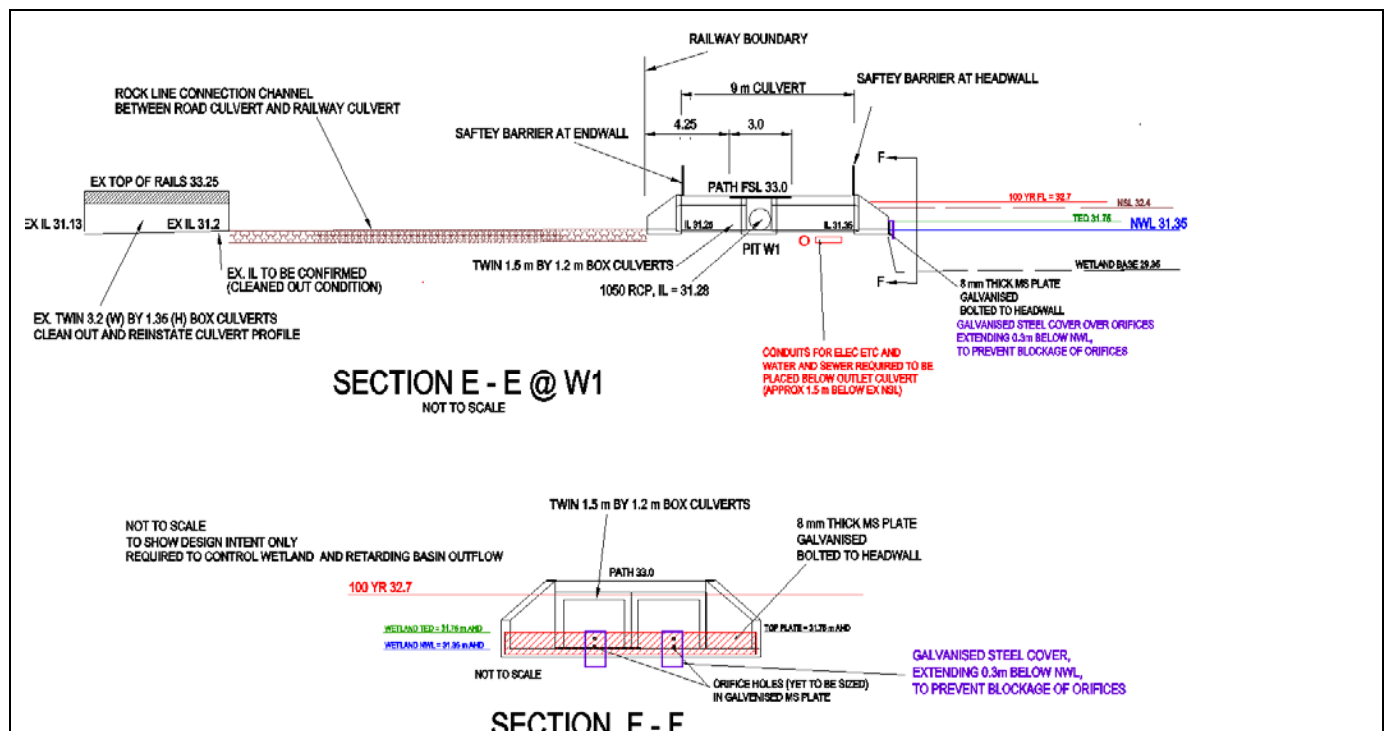 RAILWAY BOUNDARY
ROCK LINE CONNECTION CHANNEL
BETWEEN ROAD CULVERT AND RAILWAY CULVERT
SAFTEY BARRIER AT HEADWALL
9 m CULVERT
4.25
3.0
SAFTEY BARRIER AT ENDWALL
F
EX TOP OF RAILS 33.25
PATH FSL 33.0
100 YR FL = 32.7
NSL 32.4
EX IL 31.13
EX IL 31.2
IL 31.25
IL 31.35
TED 31.75
NWL 31.35
PIT W1
TWIN 1.5 m BY 1.2 m BOX CULVERTS
WETLAND BASE 29.95
EX. IL TO BE CONFIRMED
(CLEANED OUT CONDITION)
1050 RCP, IL = 31.28
F
8 mm THICK MS PLATE
GALVANISED
BOLTED TO HEADWALL
GALVANISED STEEL COVER OVER ORIFICES
EXTENDING 0.3m BELOW NWL,
TO PREVENT BLOCKAGE OF ORIFICES
EX. TWIN 3.2 (W) BY 1.35 (H) BOX CULVERTS
CLEAN OUT AND REINSTATE CULVERT PROFILE
CONDUITS FOR ELEC ETC AND
WATER AND SEWER REQUIRED TO BE
PLACED BELOW OUTLET CULVERT
(APPROX 1.5 m BELOW EX NSL)
SECTION E - E @ W1
NOT TO SCALE
TWIN 1.5 m BY 1.2 m BOX CULVERTS
NOT TO SCALE
TO SHOW DESIGN INTENT ONLY
REQUIRED TO CONTROL WETLAND AND RETARDING BASIN OUTFLOW
8 mm THICK MS PLATE
GALVANISED
BOLTED TO HEADWALL
PATH 33.0
100 YR 32.7
WETLAND TED = 31.75 m AHD
TOP PLATE = 31.75 m AHD
WETLAND NWL = 31.35 m AHD
NOT TO SCALE
ORIFICE HOLES (YET TO BE SIZED)
IN GALVENISED MS PLATE
GALVANISED STEEL COVER,
EXTENDING 0.3m BELOW NWL,
TO PREVENT BLOCKAGE OF ORIFICES
SECTION F - F